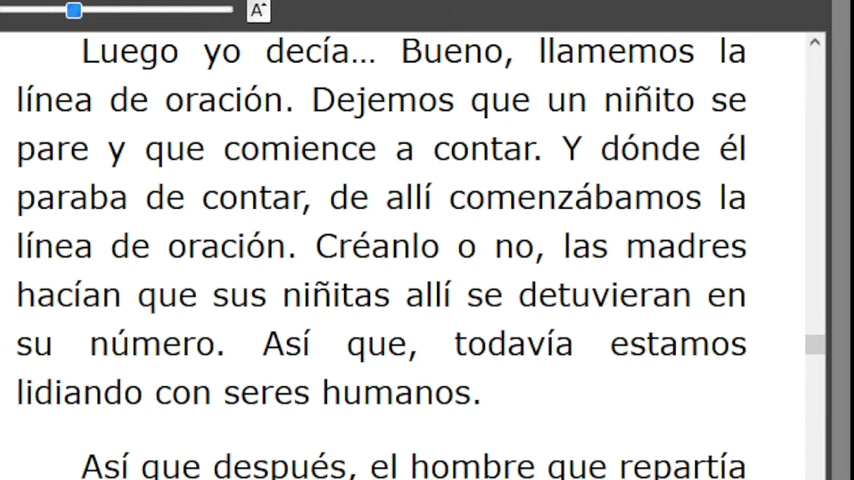 A
Luego yo decía... Bueno, llamemos la
línea de oración. Dejemos que un niñito se
pare y que comience a contar. Y dónde él
paraba de contar, de allí comenzábamos la
línea de oración. Créanlo o no, las madres
hacían que sus niñitas allí se detuvieran en
su número. Así que, todavía estamos
lidiando con seres humanos.
Así que después, el hombre que repartía